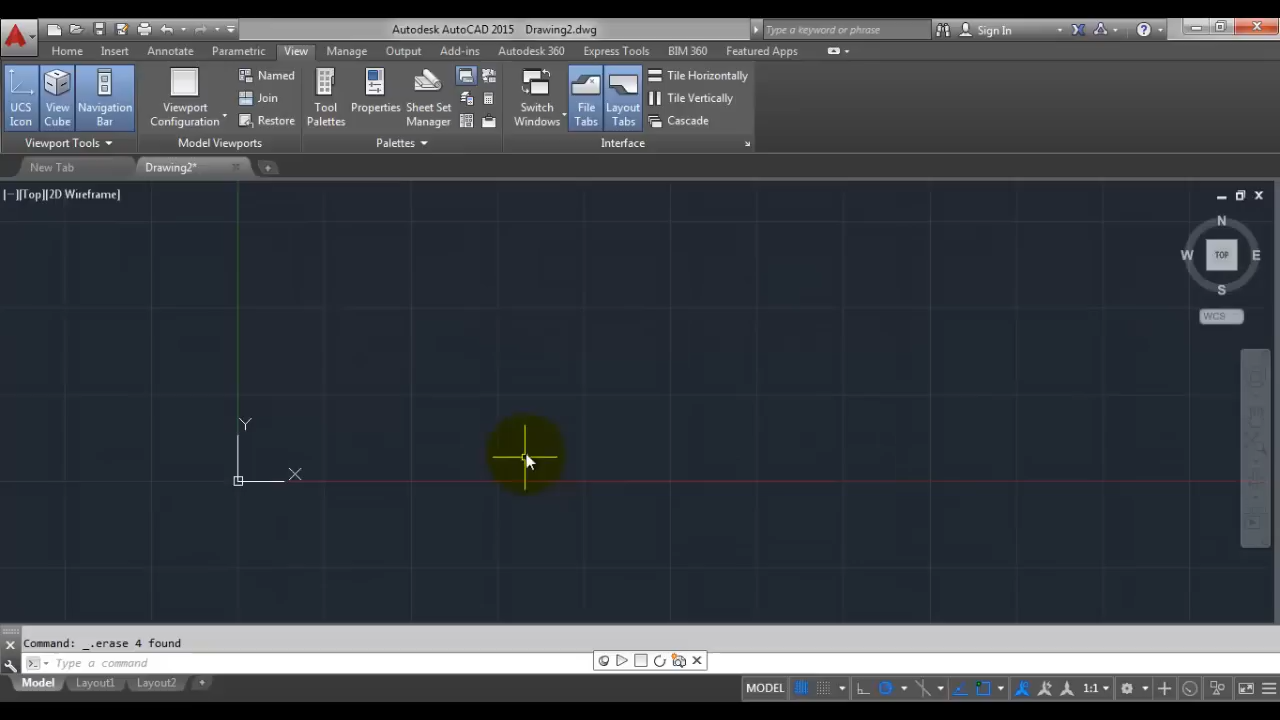 Autodesk AutoCAD 2015 Drawing2.dwg
Type a keyword or phrase
Sign In
Home Insert Annotate Parametric View Manage Output Add-ins Autodesk 360 Express Tools BIM 360 Featured Apps
UCS
Icon
View
Cube
Navigation
Bar
Viewport Tools
Viewport
Configuration
Named
Join
Restore
Model Viewports
Tool
Palettes
Properties
Sheet Set
Manager
Palettes
Switch
Windows
File
Tabs
Layout
Tabs
Tile Horizontally
Tile Vertically
Cascade
Interface
New Tab
Drawing2*
[−][Top][2D Wireframe]
N
W
TOP
E
S
WCS
Y
X
Command: _.erase 4 found
Type a command
Model Layout1 Layout2
MODEL
1:1